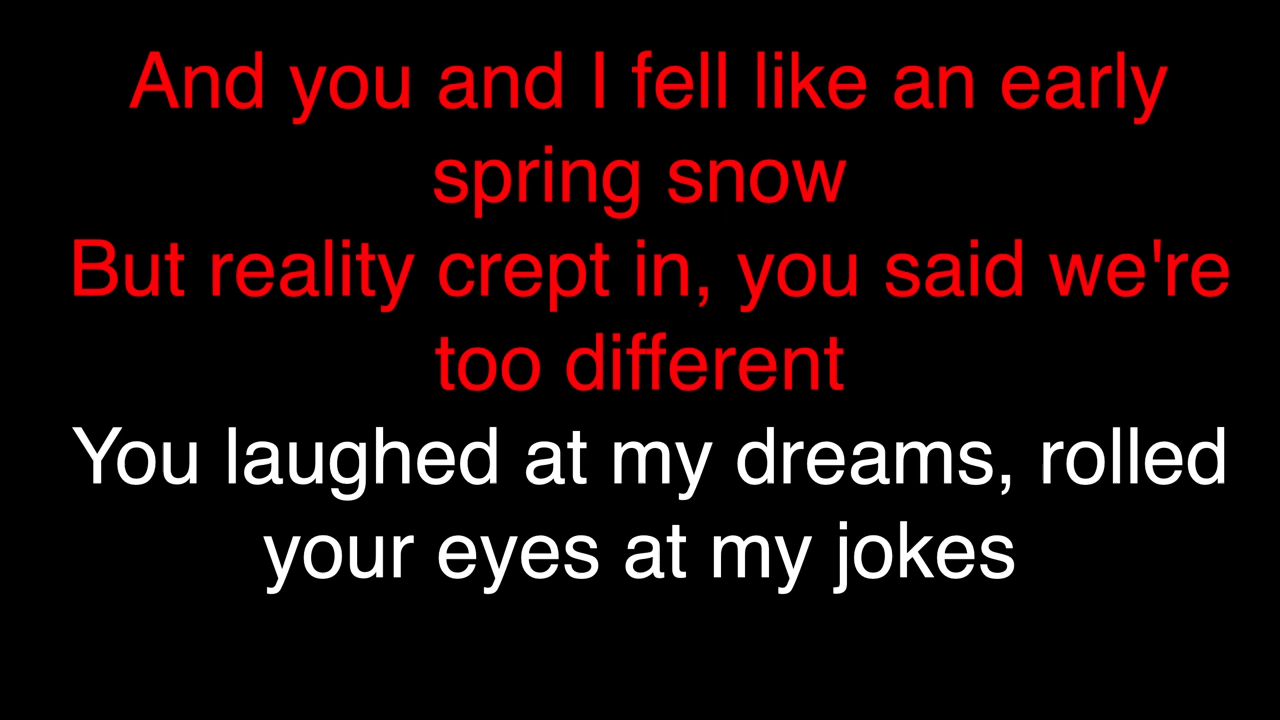 And you and I fell like an early
spring snow
But reality crept in, you said we're
too different
You laughed at my dreams, rolled
your eyes at my jokes